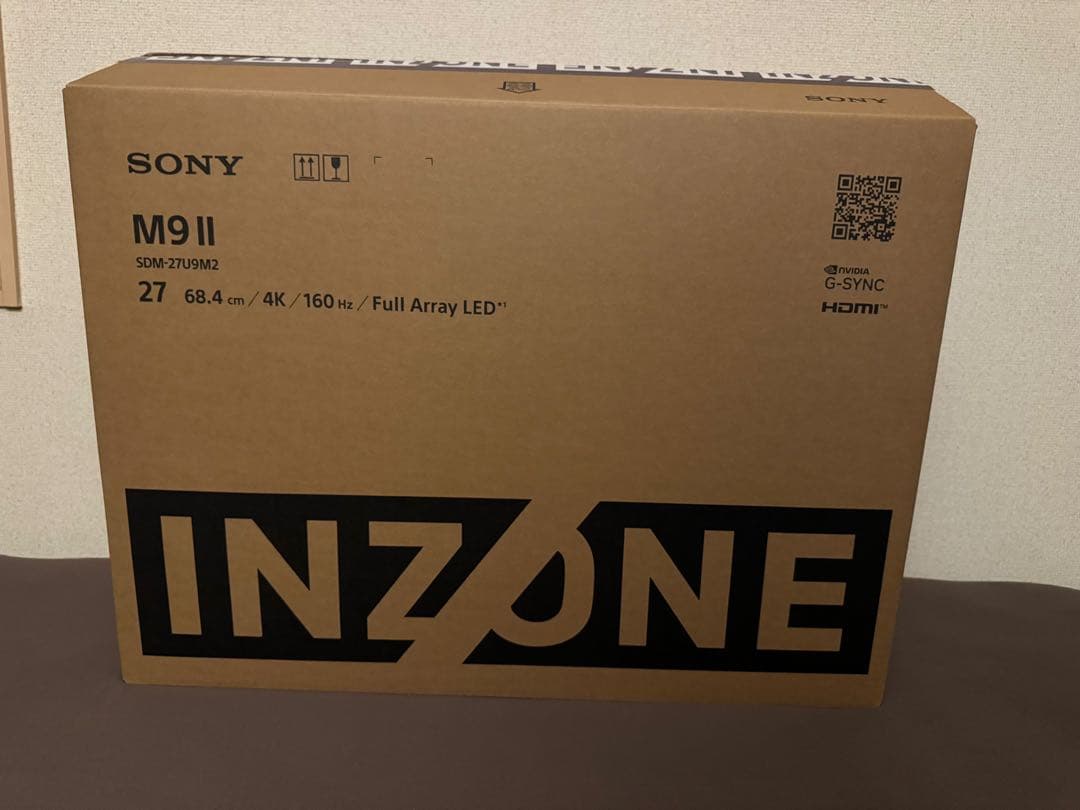 SONY
SONY
M9 II
SDM-27U9M2
27 68.4 cm / 4K / 160 Hz / Full Array LED*1
NVIDIA
G-SYNC
HDMI™
INZONE